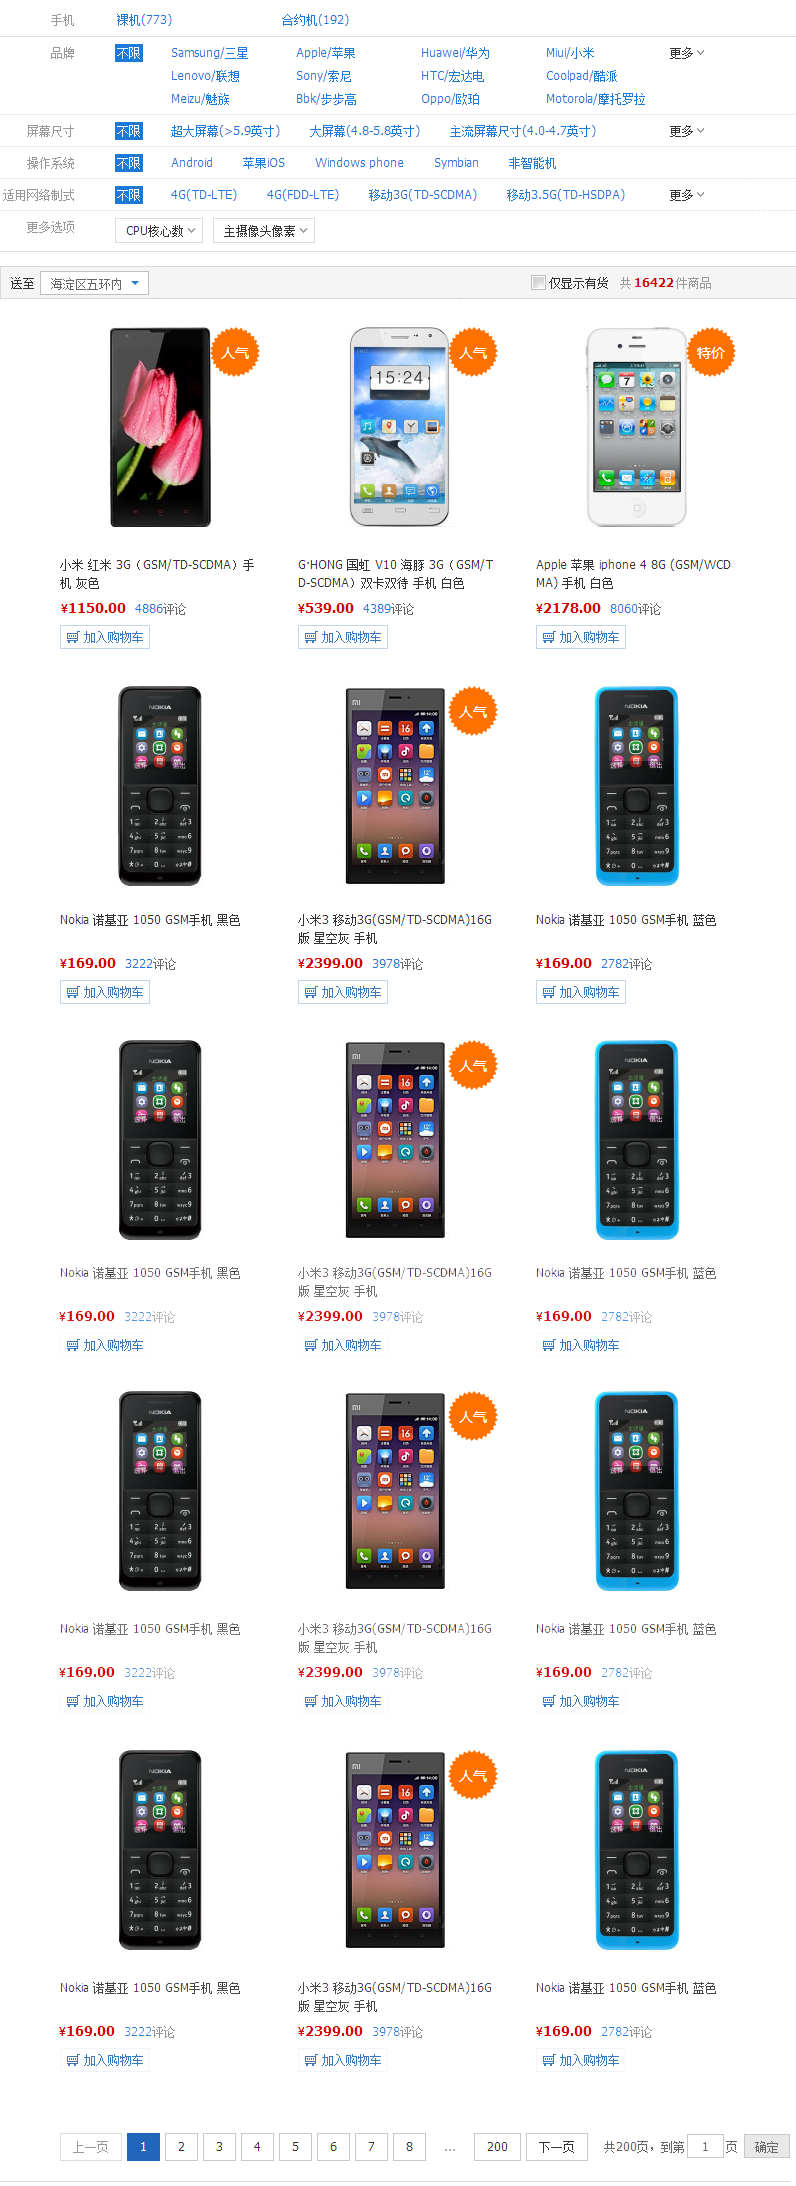 手机 裸机(773) 合约机(192)
品牌 不限 Samsung/三星 Apple/苹果 Huawei/华为 Miui/小米 更多
Lenovo/联想 Sony/索尼 HTC/宏达电 Coolpad/酷派
Meizu/魅族 Bbk/步步高 Oppo/欧珀 Motorola/摩托罗拉
屏幕尺寸 不限 超大屏幕(>5.9英寸) 大屏幕(4.8-5.8英寸) 主流屏幕尺寸(4.0-4.7英寸) 更多
操作系统 不限 Android 苹果iOS Windows phone Symbian 非智能机
适用网络制式 不限 4G(TD-LTE) 4G(FDD-LTE) 移动3G(TD-SCDMA) 移动3.5G(TD-HSDPA) 更多
更多选项 CPU核心数 主摄像头像素
送至 海淀区五环内 仅显示有货 共16422件商品
人气 人气 特价
15:24
小米 红米 3G（GSM/TD-SCDMA）手 G'HONG 国虹 V10 海豚 3G（GSM/T Apple 苹果 iphone 4 8G (GSM/WCD
机 灰色 D-SCDMA）双卡双待 手机 白色 MA) 手机 白色
¥1150.00 4886评论 ¥539.00 4389评论 ¥2178.00 8060评论
加入购物车 加入购物车 加入购物车
NOKIA 人气 NOKIA
Nokia 诺基亚 1050 GSM手机 黑色 小米3 移动3G(GSM/TD-SCDMA)16G Nokia 诺基亚 1050 GSM手机 蓝色
版 星空灰 手机
¥169.00 3222评论 ¥2399.00 3978评论 ¥169.00 2782评论
加入购物车 加入购物车 加入购物车
NOKIA 人气 NOKIA
Nokia 诺基亚 1050 GSM手机 黑色 小米3 移动3G(GSM/TD-SCDMA)16G Nokia 诺基亚 1050 GSM手机 蓝色
版 星空灰 手机
¥169.00 3222评论 ¥2399.00 3978评论 ¥169.00 2782评论
加入购物车 加入购物车 加入购物车
NOKIA 人气 NOKIA
Nokia 诺基亚 1050 GSM手机 黑色 小米3 移动3G(GSM/TD-SCDMA)16G Nokia 诺基亚 1050 GSM手机 蓝色
版 星空灰 手机
¥169.00 3222评论 ¥2399.00 3978评论 ¥169.00 2782评论
加入购物车 加入购物车 加入购物车
NOKIA 人气 NOKIA
Nokia 诺基亚 1050 GSM手机 黑色 小米3 移动3G(GSM/TD-SCDMA)16G Nokia 诺基亚 1050 GSM手机 蓝色
版 星空灰 手机
¥169.00 3222评论 ¥2399.00 3978评论 ¥169.00 2782评论
加入购物车 加入购物车 加入购物车
上一页 1 2 3 4 5 6 7 8 ... 200 下一页 共200页，到第 1 页 确定